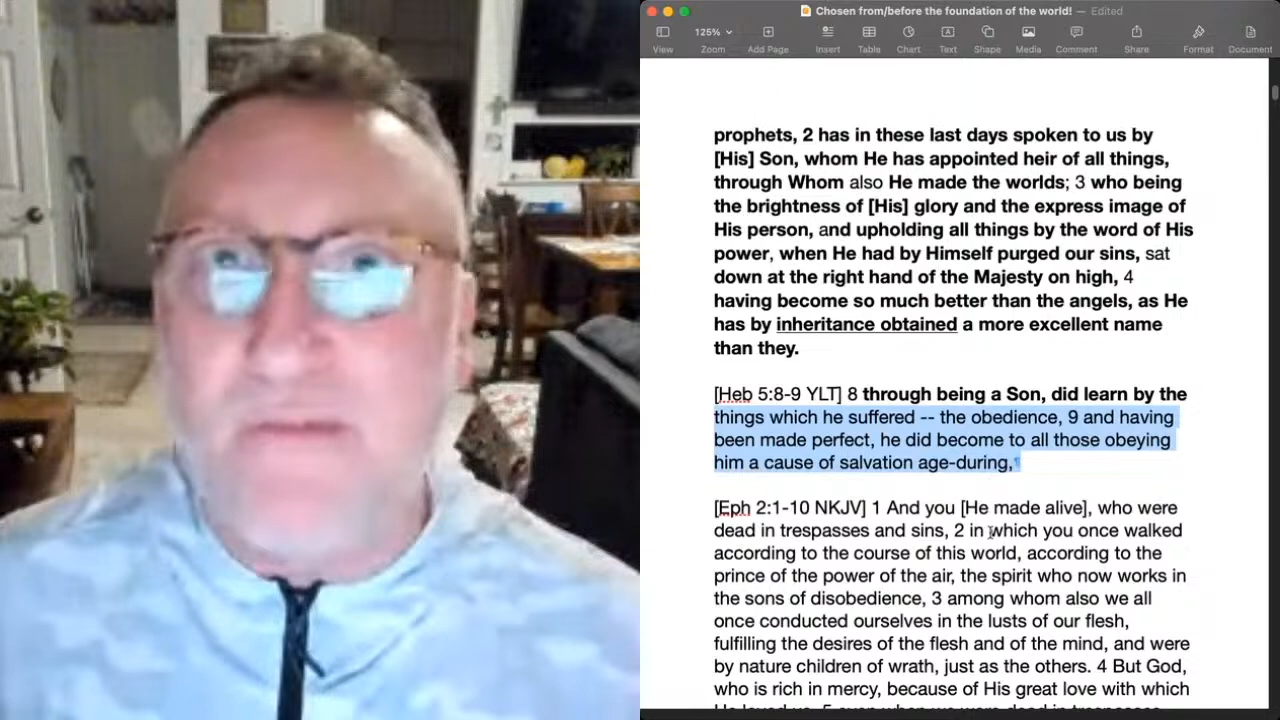 Chosen from/before the foundation of the world! — Edited
125%
View Zoom Add Page Insert Table Chart Text Shape Media Comment Share Format Document
prophets, 2 has in these last days spoken to us by
[His] Son, whom He has appointed heir of all things,
through Whom also He made the worlds; 3 who being
the brightness of [His] glory and the express image of
His person, and upholding all things by the word of His
power, when He had by Himself purged our sins, sat
down at the right hand of the Majesty on high, 4
having become so much better than the angels, as He
has by inheritance obtained a more excellent name
than they.
[Heb 5:8-9 YLT] 8 through being a Son, did learn by the
things which he suffered -- the obedience, 9 and having
been made perfect, he did become to all those obeying
him a cause of salvation age-during,
[Eph 2:1-10 NKJV] 1 And you [He made alive], who were
dead in trespasses and sins, 2 in which you once walked
according to the course of this world, according to the
prince of the power of the air, the spirit who now works in
the sons of disobedience, 3 among whom also we all
once conducted ourselves in the lusts of our flesh,
fulfilling the desires of the flesh and of the mind, and were
by nature children of wrath, just as the others. 4 But God,
who is rich in mercy, because of His great love with which
He loved us, 5 even when we were dead in trespasses